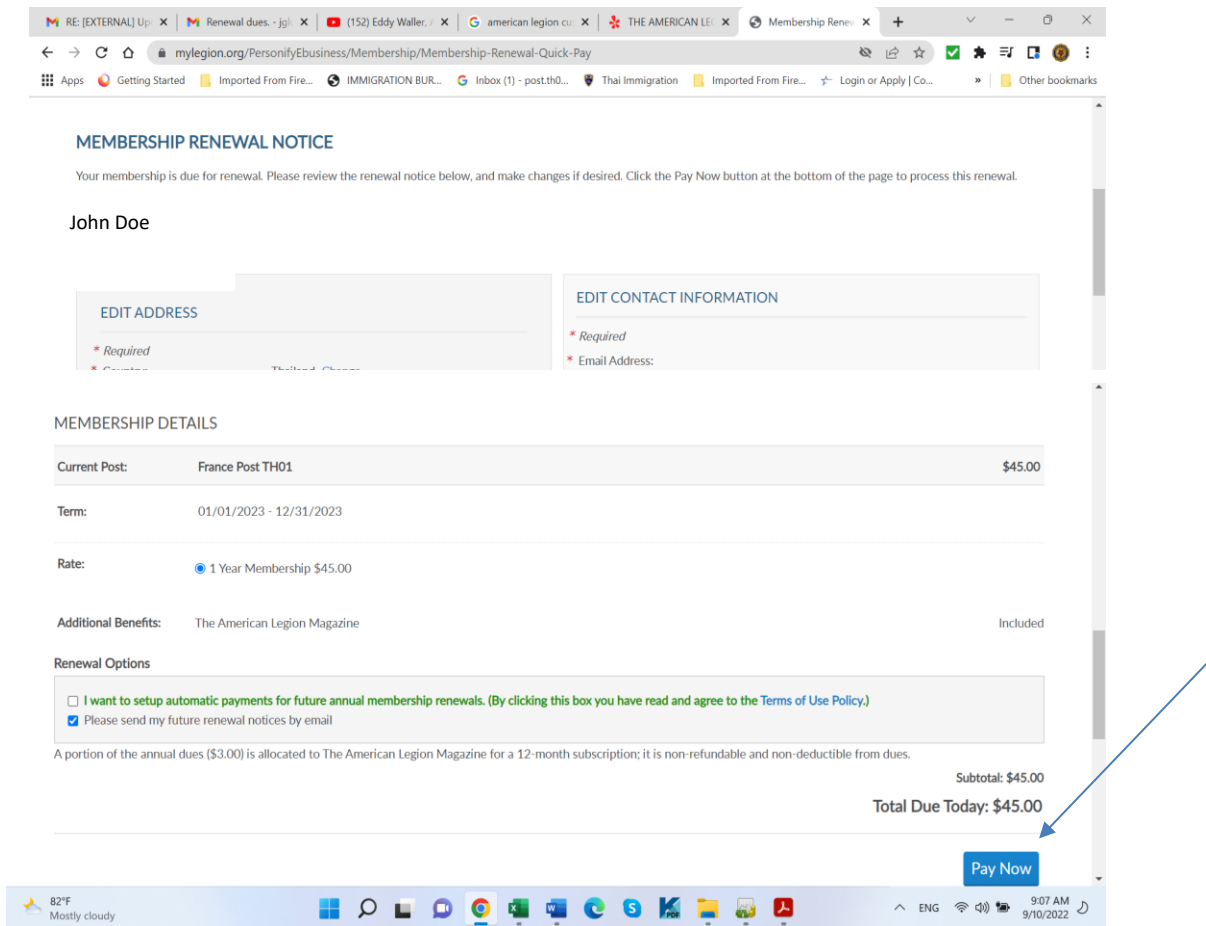 RE: [EXTERNAL] Up
Renewal dues. - jgl
(152) Eddy Waller, A
american legion cu
THE AMERICAN LE
Membership Renew
mylegion.org/PersonifyEbusiness/Membership/Membership-Renewal-Quick-Pay
Apps Getting Started Imported From Fire... IMMIGRATION BUR... Inbox (1) - post.th0... Thai Immigration Imported From Fire... Login or Apply | Co... » Other bookmarks
MEMBERSHIP RENEWAL NOTICE
Your membership is due for renewal. Please review the renewal notice below, and make changes if desired. Click the Pay Now button at the bottom of the page to process this renewal.
John Doe
EDIT ADDRESS
* Required
* Country
Thailand Change
EDIT CONTACT INFORMATION
* Required
* Email Address:
MEMBERSHIP DETAILS
Current Post: France Post TH01 $45.00
Term: 01/01/2023 - 12/31/2023
Rate: 1 Year Membership $45.00
Additional Benefits: The American Legion Magazine Included
Renewal Options
I want to setup automatic payments for future annual membership renewals. (By clicking this box you have read and agree to the Terms of Use Policy.)
Please send my future renewal notices by email
A portion of the annual dues ($3.00) is allocated to The American Legion Magazine for a 12-month subscription; it is non-refundable and non-deductible from dues.
Subtotal: $45.00
Total Due Today: $45.00
Pay Now
82°F
Mostly cloudy
ENG
9:07 AM
9/10/2022